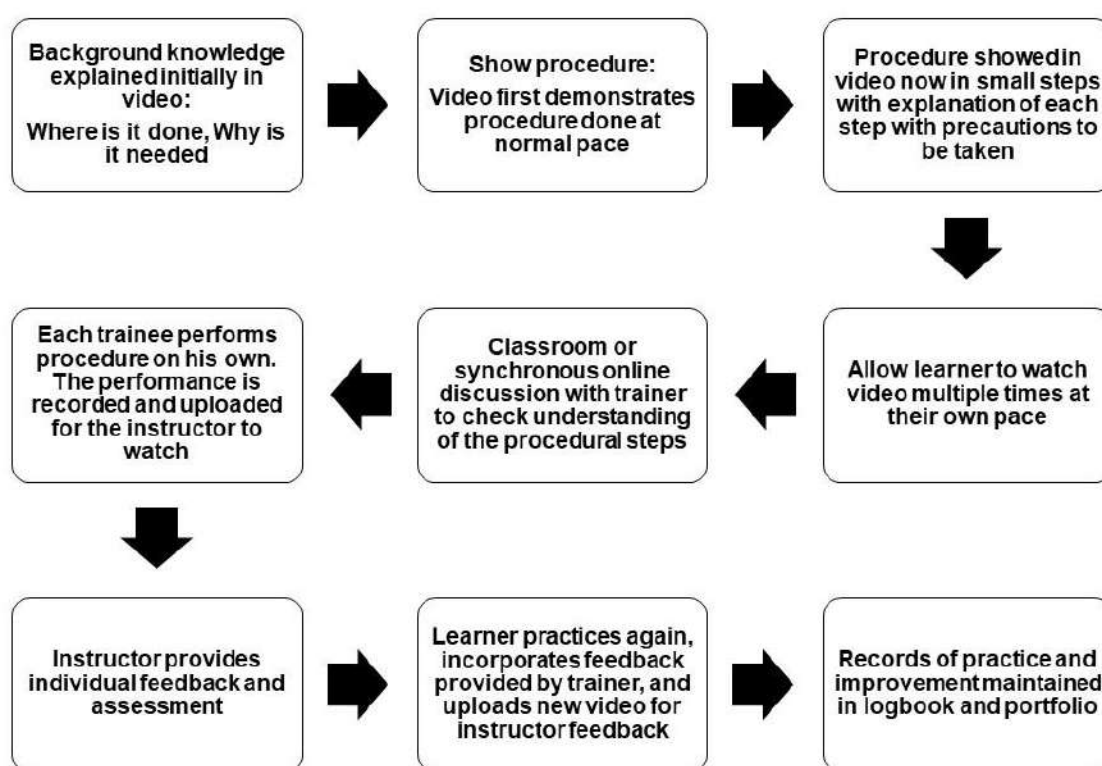 Background knowledge
explained initially in
video:
Where is it done, Why is
it needed
Show procedure:
Video first demonstrates
procedure done at
normal pace
Procedure showed in
video now in small steps
with explanation of each
step with precautions to
be taken
Allow learner to watch
video multiple times at
their own pace
Classroom or
synchronous online
discussion with trainer
to check understanding
of the procedural steps
Each trainee performs
procedure on his own.
The performance is
recorded and uploaded
for the instructor to
watch
Instructor provides
individual feedback and
assessment
Learner practices again,
incorporates feedback
provided by trainer, and
uploads new video for
instructor feedback
Records of practice and
improvement maintained
in logbook and portfolio